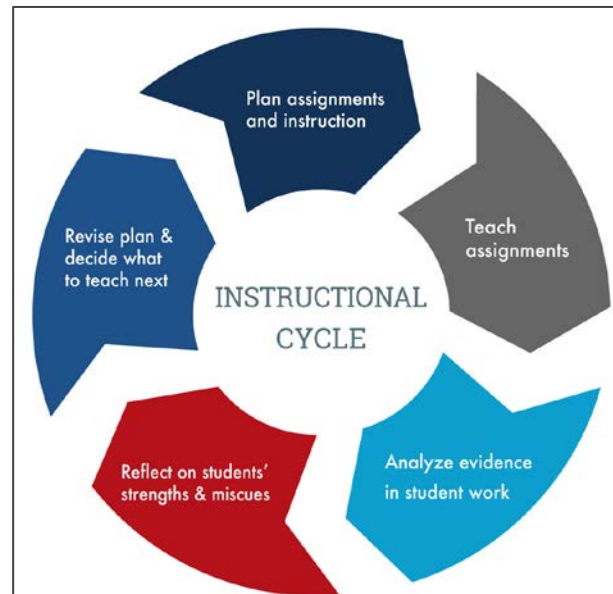 Plan assignments
and instruction
Teach
assignments
Analyze evidence
in student work
Reflect on students’
strengths & miscues
Revise plan &
decide what
to teach next
INSTRUCTIONAL
CYCLE